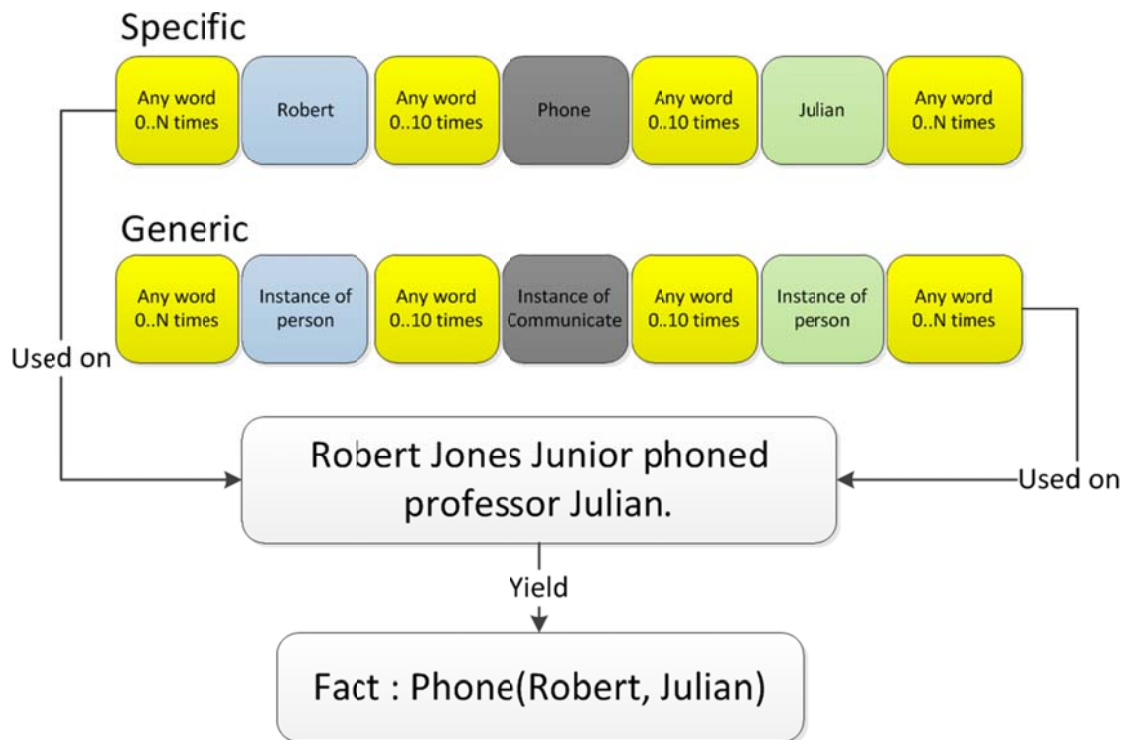 Specific
Any word
0..N times
Robert
Any word
0..10 times
Phone
Any word
0..10 times
Julian
Any word
0..N times
Generic
Any word
0..N times
Instance of
person
Any word
0..10 times
Instance of
Communicate
Any word
0..10 times
Instance of
person
Any word
0..N times
Used on
Used on
Robert Jones Junior phoned
professor Julian.
Yield
Fact : Phone(Robert, Julian)